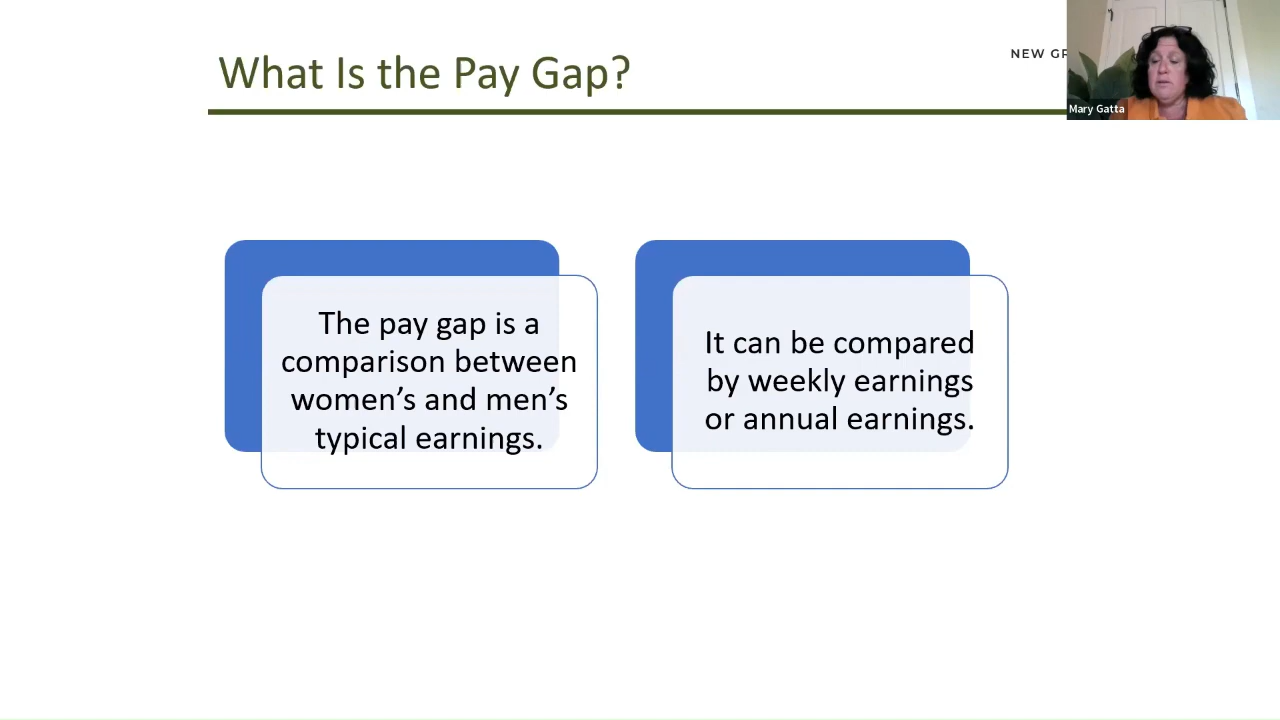 What Is the Pay Gap?
NEW
Mary Gatta
The pay gap is a
comparison between
women’s and men’s
typical earnings.
It can be compared
by weekly earnings
or annual earnings.